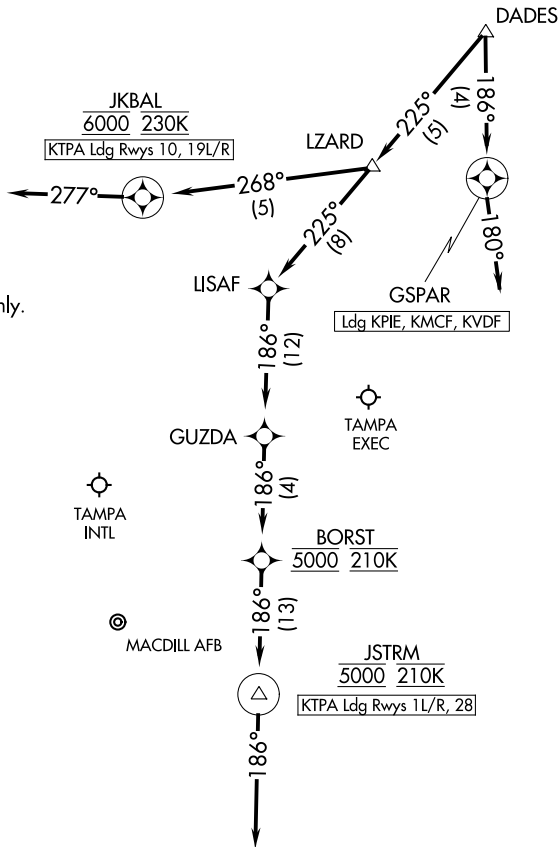 DADES
186°
(4)
225°
(5)
JKBAL
6000 230K
KTPA Ldg Rwys 10, 19L/R
LZARD
277°
268°
(5)
225°
(8)
180°
LISAF
GSPAR
Ldg KPIE, KMCF, KVDF
nly.
186°
(12)
GUZDA
TAMPA
EXEC
186°
(4)
TAMPA
INTL
BORST
5000 210K
186°
(13)
MACDILL AFB
JSTRM
5000 210K
KTPA Ldg Rwys 1L/R, 28
186°